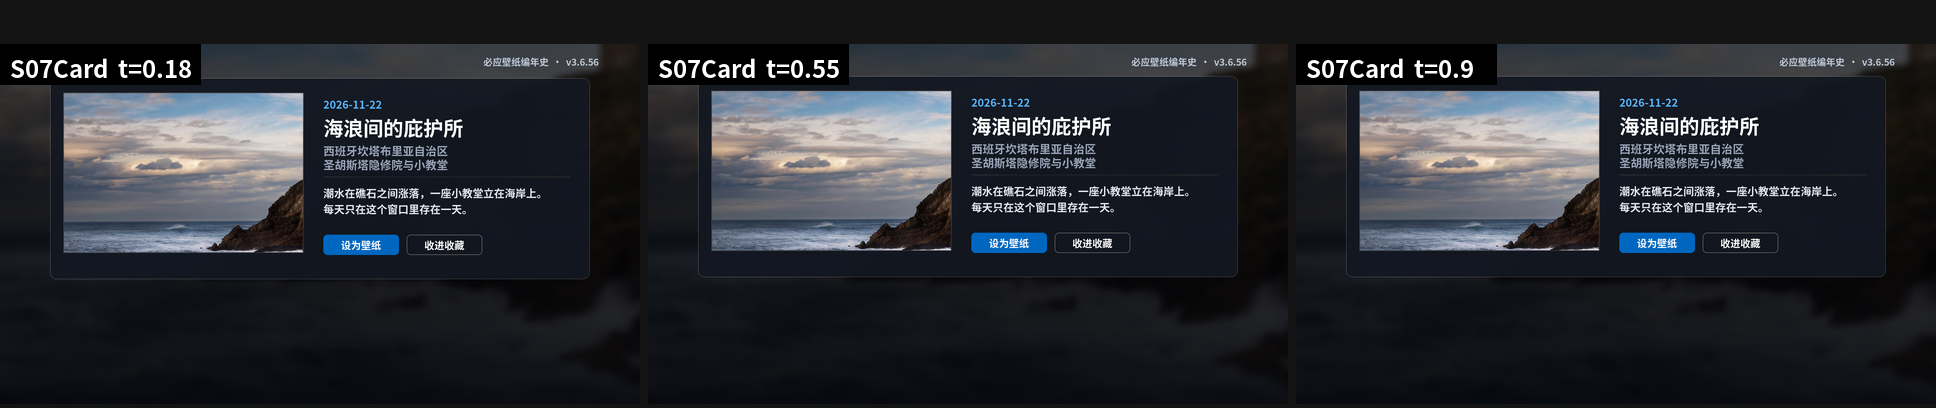 S07Card t=0.18
必应壁纸编年史 · v3.6.56
2026-11-22
海浪间的庇护所
西班牙坎塔布里亚自治区
圣胡斯塔隐修院与小教堂
潮水在礁石之间涨落，一座小教堂立在海岸上。
每天只在这个窗口里存在一天。
设为壁纸 收进收藏
S07Card t=0.55
必应壁纸编年史 · v3.6.56
2026-11-22
海浪间的庇护所
西班牙坎塔布里亚自治区
圣胡斯塔隐修院与小教堂
潮水在礁石之间涨落，一座小教堂立在海岸上。
每天只在这个窗口里存在一天。
设为壁纸 收进收藏
S07Card t=0.9
必应壁纸编年史 · v3.6.56
2026-11-22
海浪间的庇护所
西班牙坎塔布里亚自治区
圣胡斯塔隐修院与小教堂
潮水在礁石之间涨落，一座小教堂立在海岸上。
每天只在这个窗口里存在一天。
设为壁纸 收进收藏